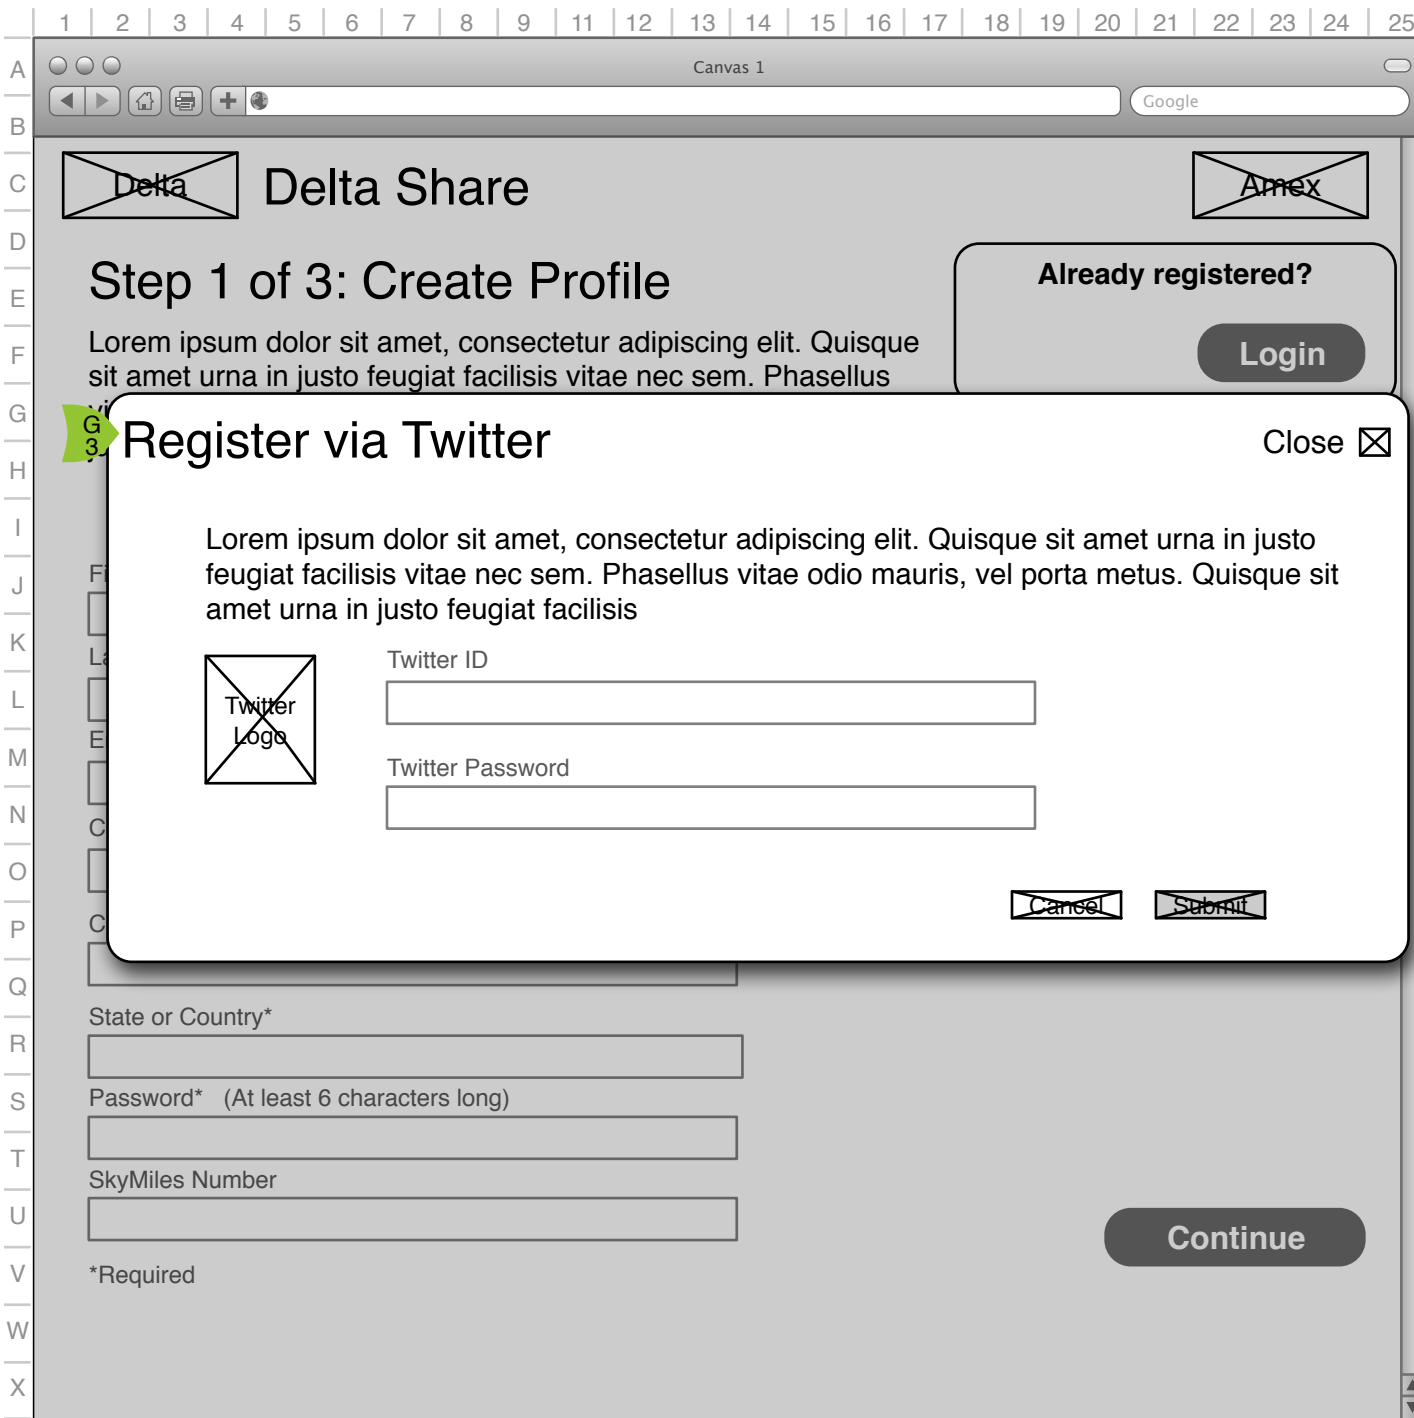 1 2 3 4 5 6 7 8 9 11 12 13 14 15 16 17 18 19 20 21 22 23 24 25
A
B
C
D
E
F
G
H
I
J
K
L
M
N
O
P
Q
R
S
T
U
V
W
X
Canvas 1
Google
Delta
Delta Share
Amex
Step 1 of 3: Create Profile
Already registered?
Lorem ipsum dolor sit amet, consectetur adipiscing elit. Quisque
sit amet urna in justo feugiat facilisis vitae nec sem. Phasellus
Login
G
3
Register via Twitter
Close
Lorem ipsum dolor sit amet, consectetur adipiscing elit. Quisque sit amet urna in justo
feugiat facilisis vitae nec sem. Phasellus vitae odio mauris, vel porta metus. Quisque sit
amet urna in justo feugiat facilisis
Twitter
Logo
Twitter ID
Twitter Password
Cancel
Submit
State or Country*
Password* (At least 6 characters long)
SkyMiles Number
Continue
*Required